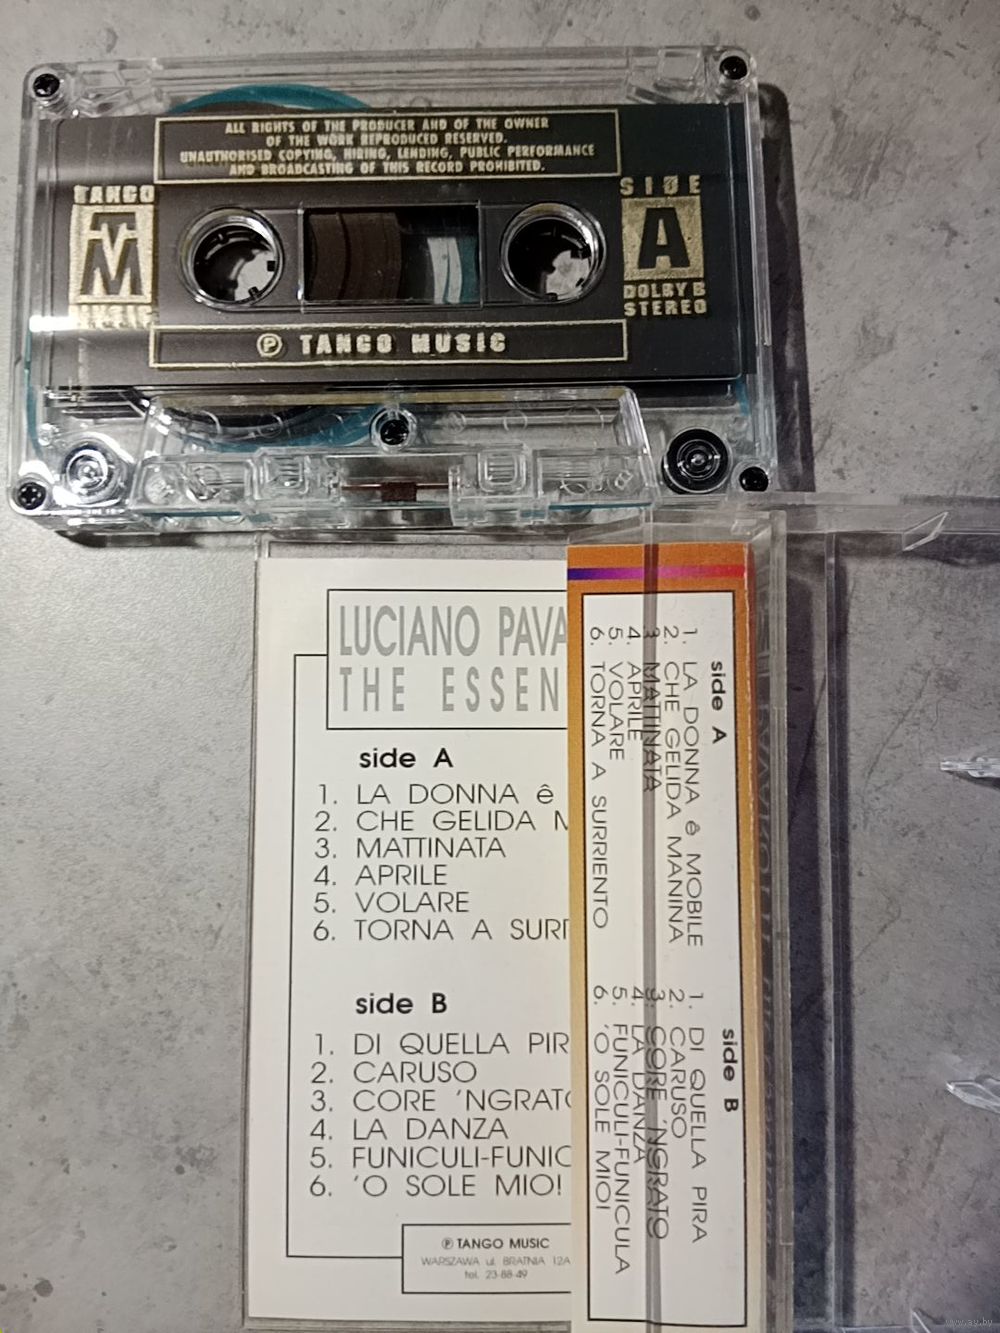 ALL RIGHTS OF THE PRODUCER AND OF THE OWNER
OF THE WORK REPRODUCED RESERVED.
UNAUTHORISED COPYING, HIRING, LENDING, PUBLIC PERFORMANCE
AND BROADCASTING OF THIS RECORD PROHIBITED.
TANGO
TM
MUSIC
SIDE
A
DOLBY B
STEREO
Ⓟ TANGO MUSIC
LUCIANO PAVA
THE ESSEN
side A
1. LA DONNA ê
2. CHE GELIDA M
3. MATTINATA
4. APRILE
5. VOLARE
6. TORNA A SURR
side B
1. DI QUELLA PIR
2. CARUSO
3. CORE 'NGRATO
4. LA DANZA
5. FUNICULI-FUNIC
6. 'O SOLE MIO!
Ⓟ TANGO MUSIC
WARSZAWA ul. BRATNIA 12A
tel. 23-88-49
side A
1. LA DONNA ê MOBILE
2. CHE GELIDA MANINA
3. MATTINATA
4. APRILE
5. VOLARE
6. TORNA A SURRIENTO
side B
1. DI QUELLA PIRA
2. CARUSO
3. CORE 'NGRATO
4. LA DANZA
5. FUNICULI-FUNICULA
6. 'O SOLE MIO!
www.ay.by